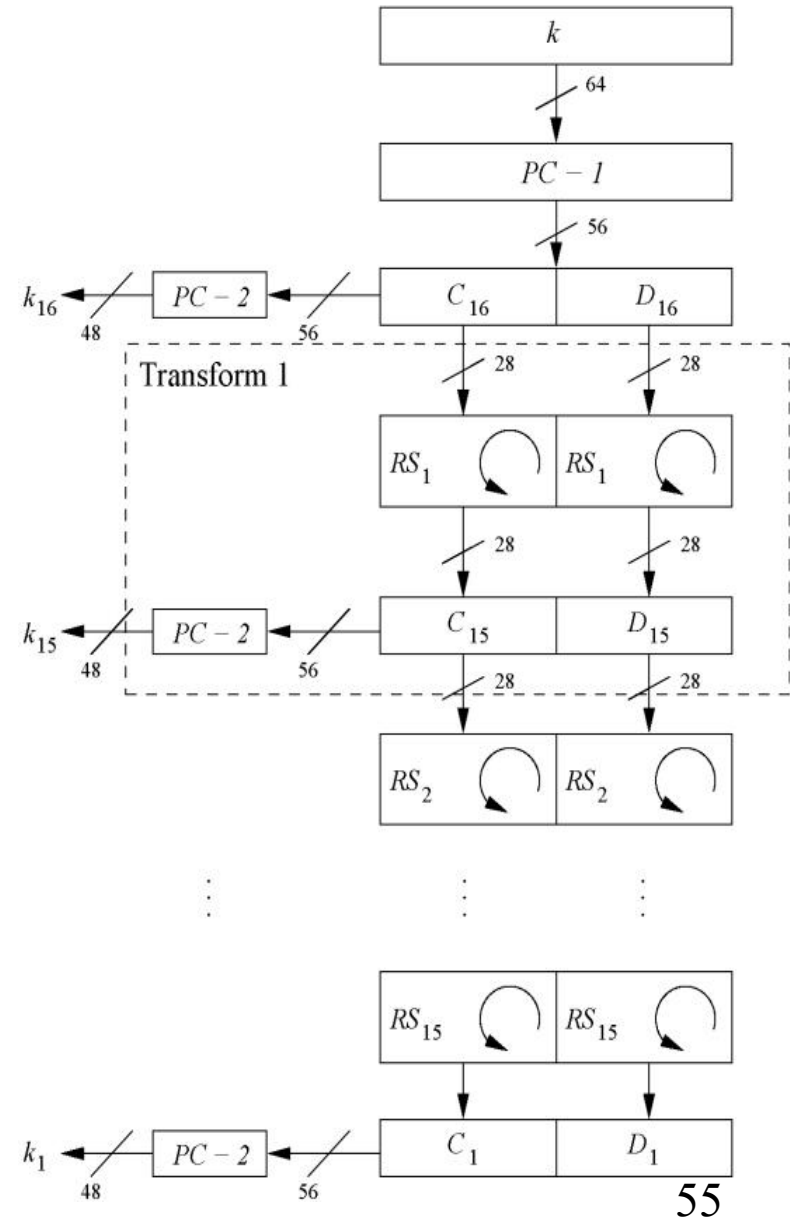 k
64
PC − 1
56
k16 48 PC − 2 56 C16 D16
Transform 1 28 28
RS1 RS1
28 28
k15 48 PC − 2 56 C15 D15
28 28
RS2 RS2
⋮ ⋮ ⋮
RS15 RS15
k1 48 PC − 2 56 C1 D1
55